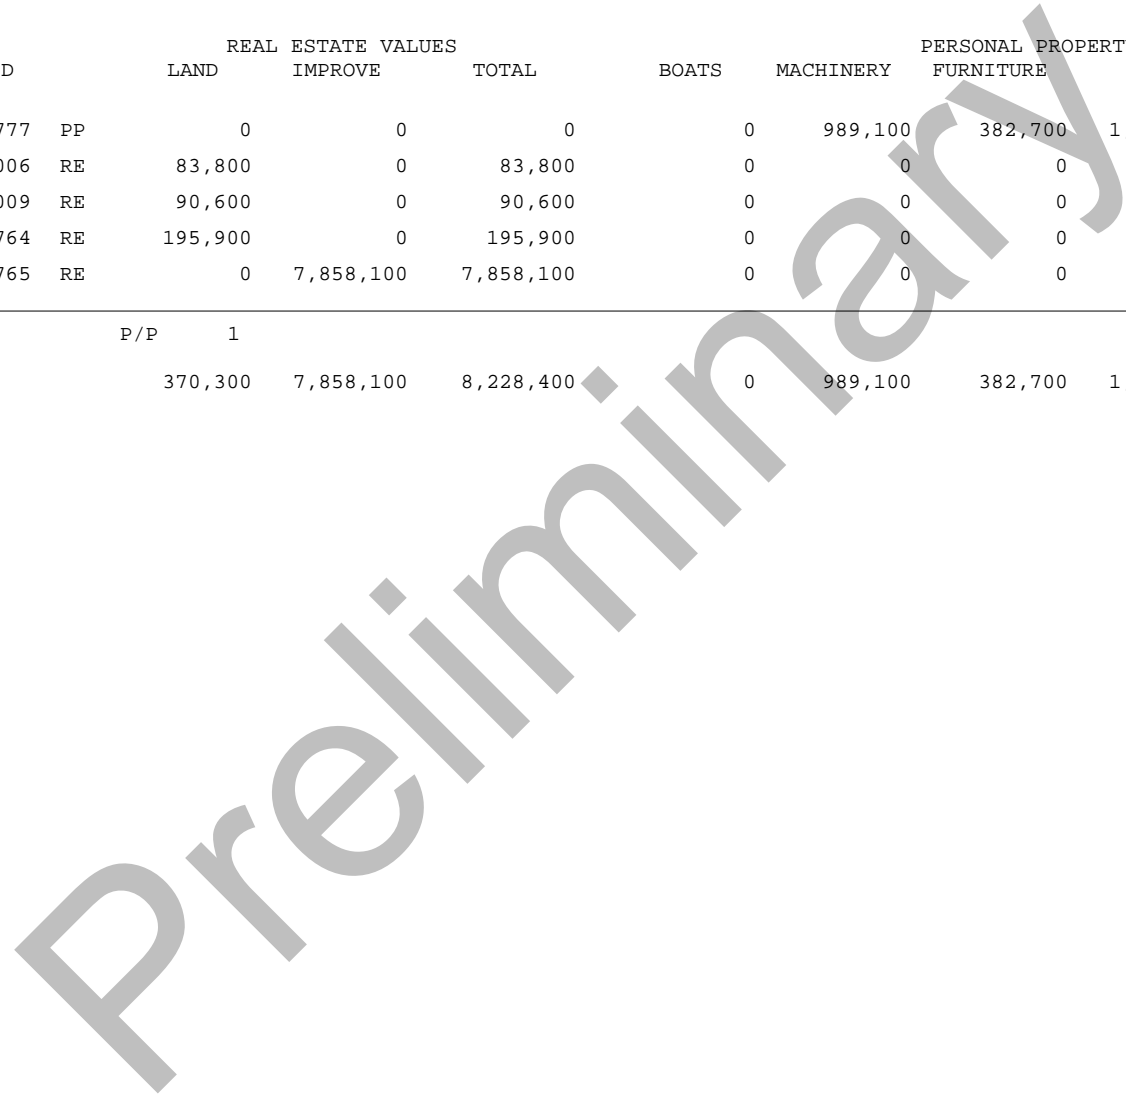 REAL ESTATE VALUES PERSONAL PROPERT
D LAND IMPROVE TOTAL BOATS MACHINERY FURNITURE
777 PP 0 0 0 0 989,100 382,700 1
006 RE 83,800 0 83,800 0 0 0
009 RE 90,600 0 90,600 0 0 0
764 RE 195,900 0 195,900 0 0 0
765 RE 0 7,858,100 7,858,100 0 0 0
P/P 1
370,300 7,858,100 8,228,400 0 989,100 382,700 1
Preliminary